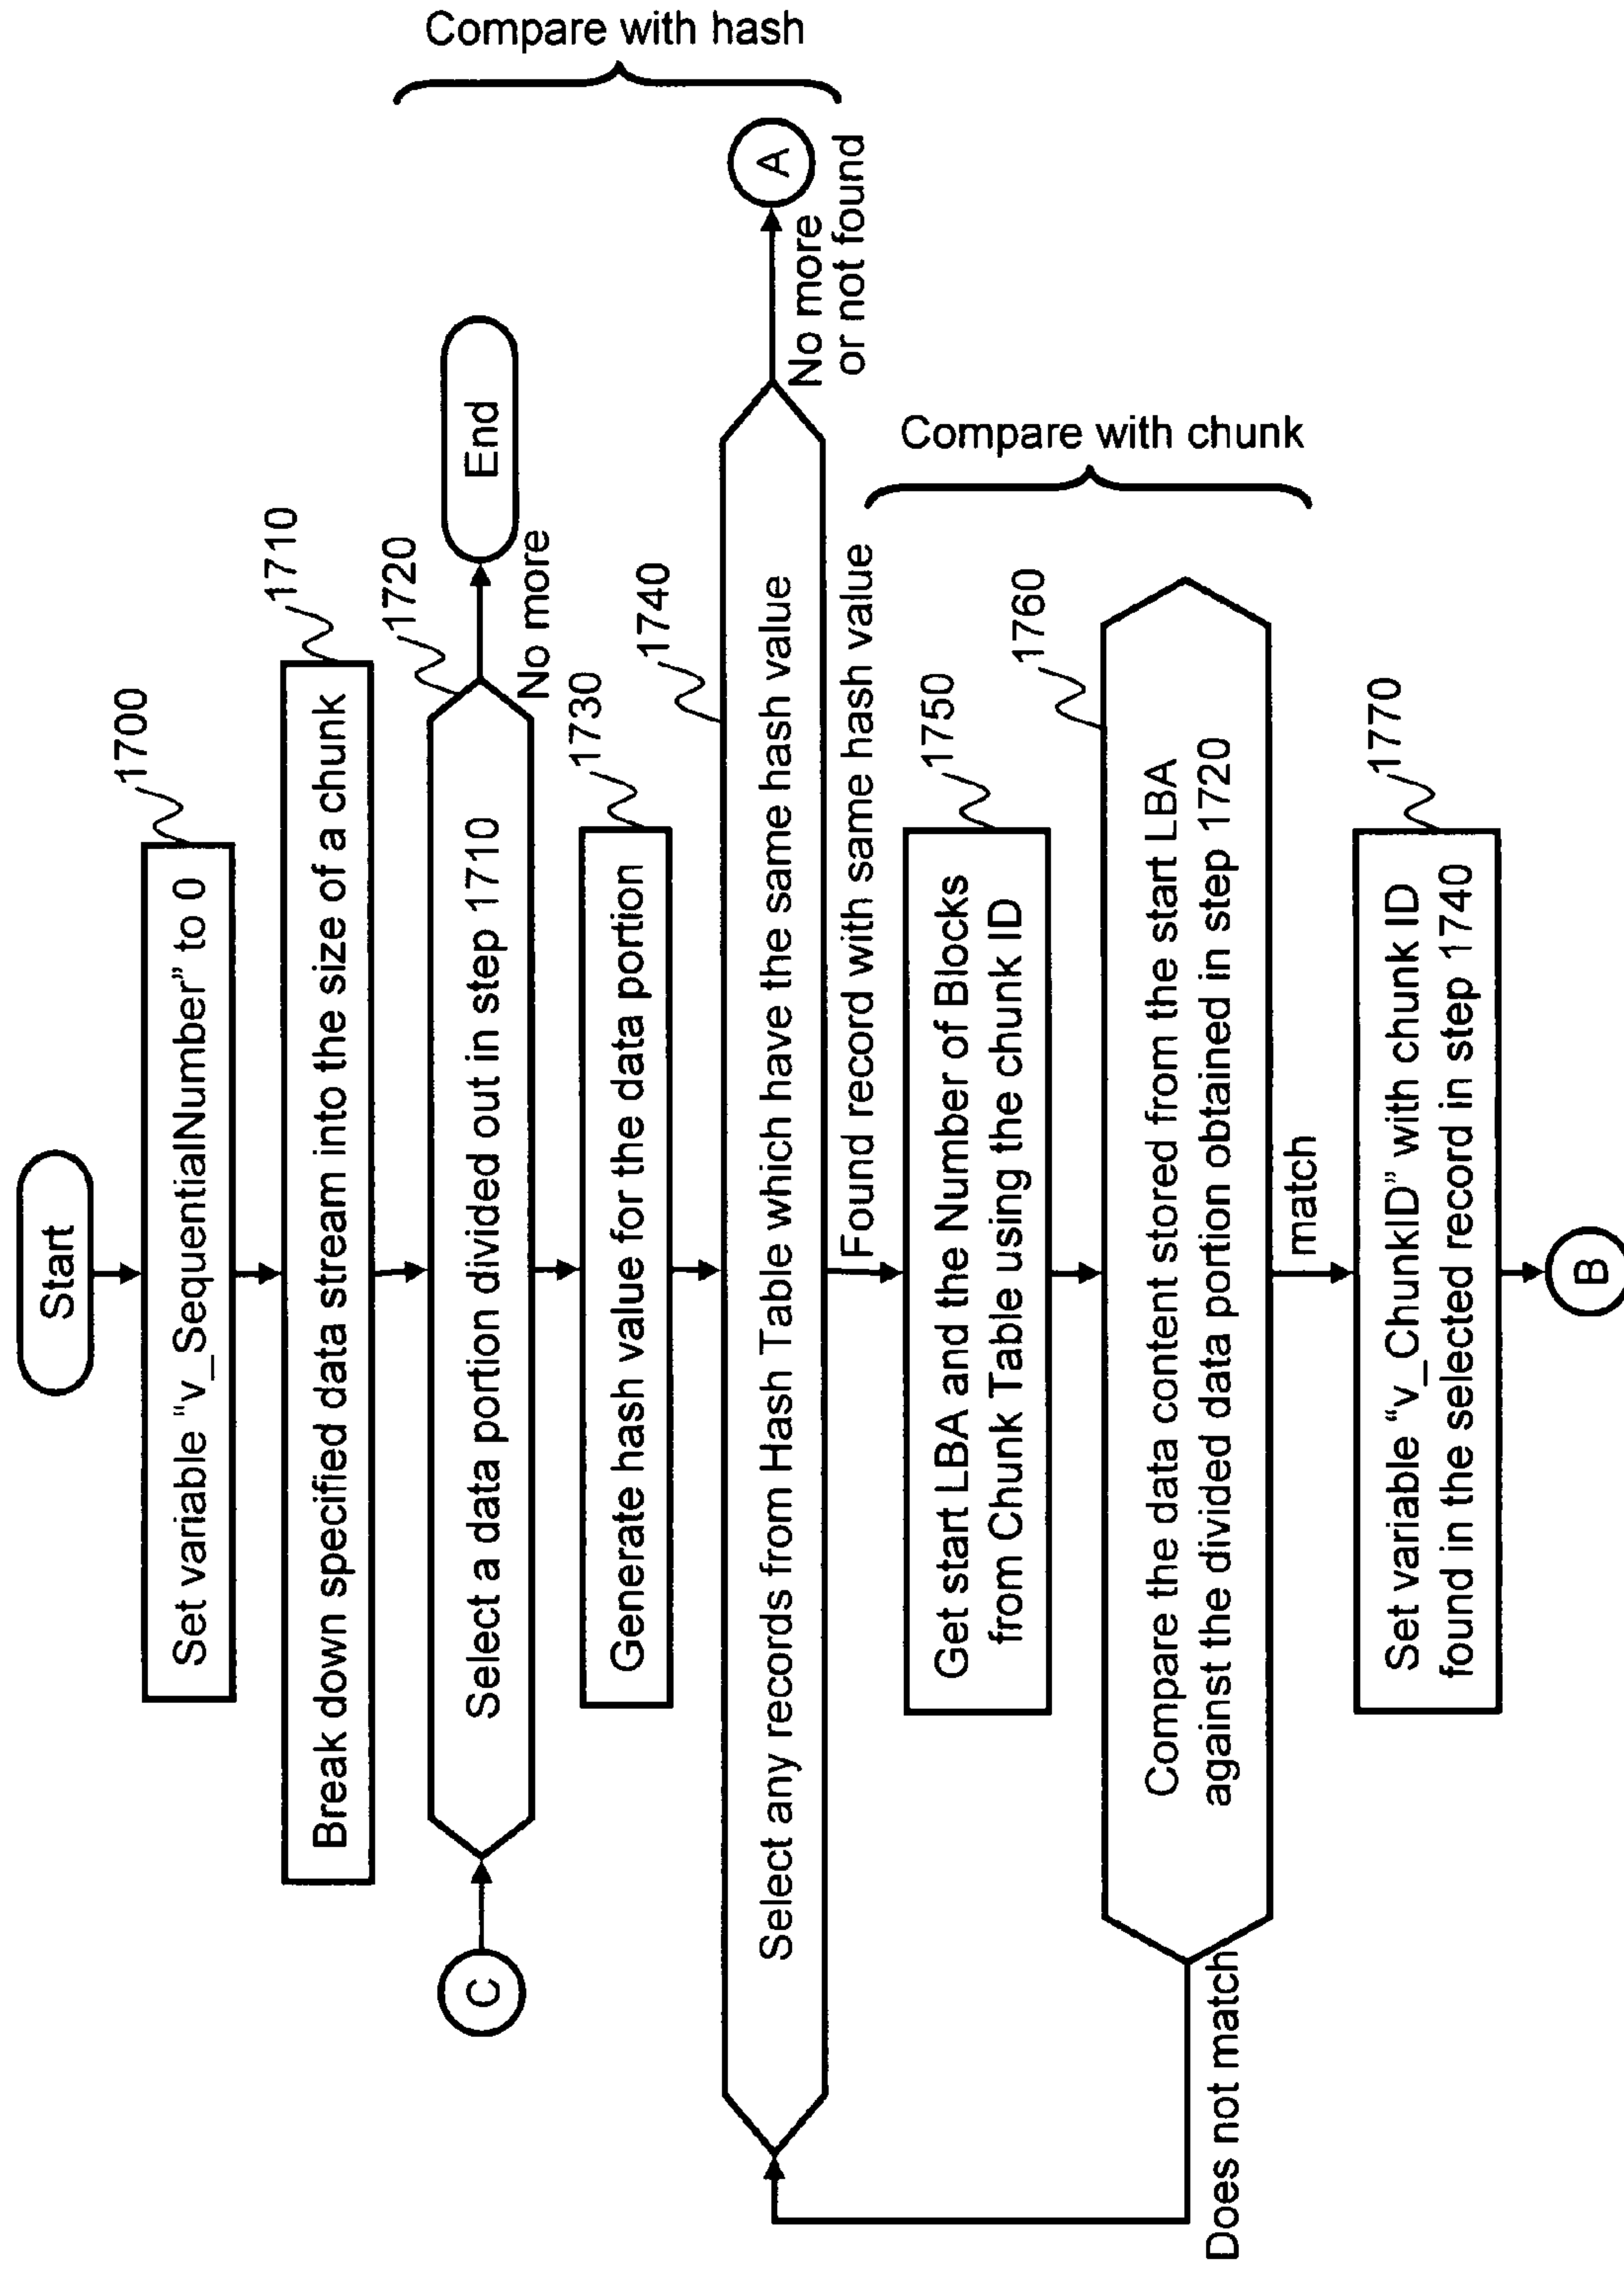 Start
1700
Set variable “v_SequentialNumber” to 0
1710
Break down specified data stream into the size of a chunk
1720
C
Select a data portion divided out in step 1710
No more
End
Compare with hash
1730
Generate hash value for the data portion
1740
Select any records from Hash Table which have the same hash value
No more
or not found
A
Found record with same hash value
1750
Get start LBA and the Number of Blocks
from Chunk Table using the chunk ID
Compare with chunk
1760
Compare the data content stored from the start LBA
against the divided data portion obtained in step 1720
Does not match
match
1770
Set variable “v_ChunkID” with chunk ID
found in the selected record in step 1740
B